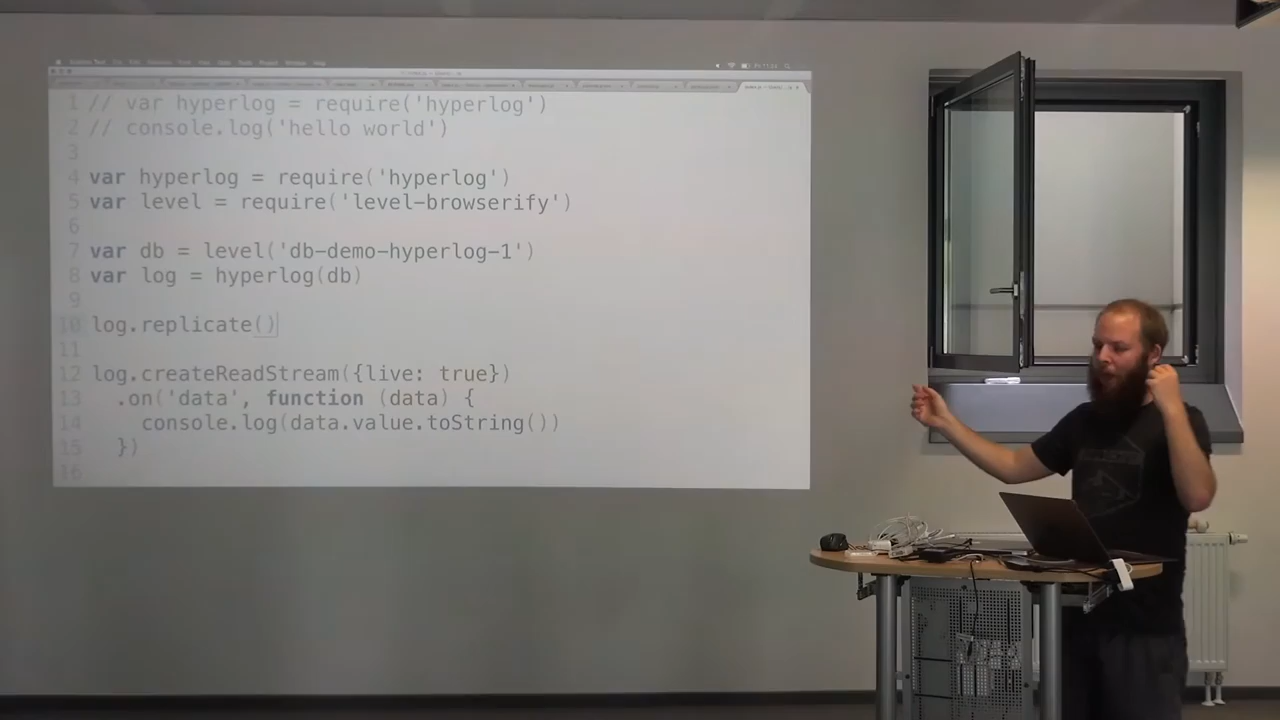 1 // var hyperlog = require('hyperlog')
2 // console.log('hello world')
3
4 var hyperlog = require('hyperlog')
5 var level = require('level-browserify')
6
7 var db = level('db-demo-hyperlog-1')
8 var log = hyperlog(db)
9
10 log.replicate()
11
12 log.createReadStream({live: true})
13   .on('data', function (data) {
14     console.log(data.value.toString())
15   })
16